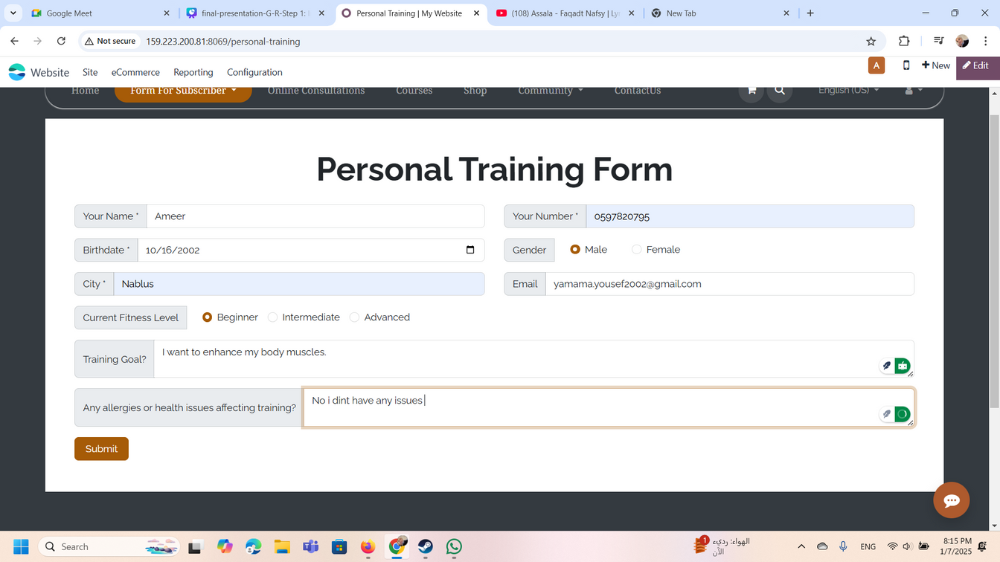 Google Meet
final-presentation-G-R-Step 1: I
Personal Training | My Website
(108) Assala - Faqadt Nafsy | Ly
New Tab
Not secure
159.223.200.81:8069/personal-training
Website
Site
eCommerce
Reporting
Configuration
A
New
Edit
Home
Form For Subscriber
Online Consultations
Courses
Shop
Community
ContactUs
English (US)
Personal Training Form
Your Name *
Ameer
Your Number *
0597820795
Birthdate *
10/16/2002
Gender
Male
Female
City *
Nablus
Email
yamama.yousef2002@gmail.com
Current Fitness Level
Beginner
Intermediate
Advanced
Training Goal?
I want to enhance my body muscles.
Any allergies or health issues affecting training?
No i dint have any issues
Submit
Search
1
الهواء: رديء
الآن
ENG
8:15 PM
1/7/2025